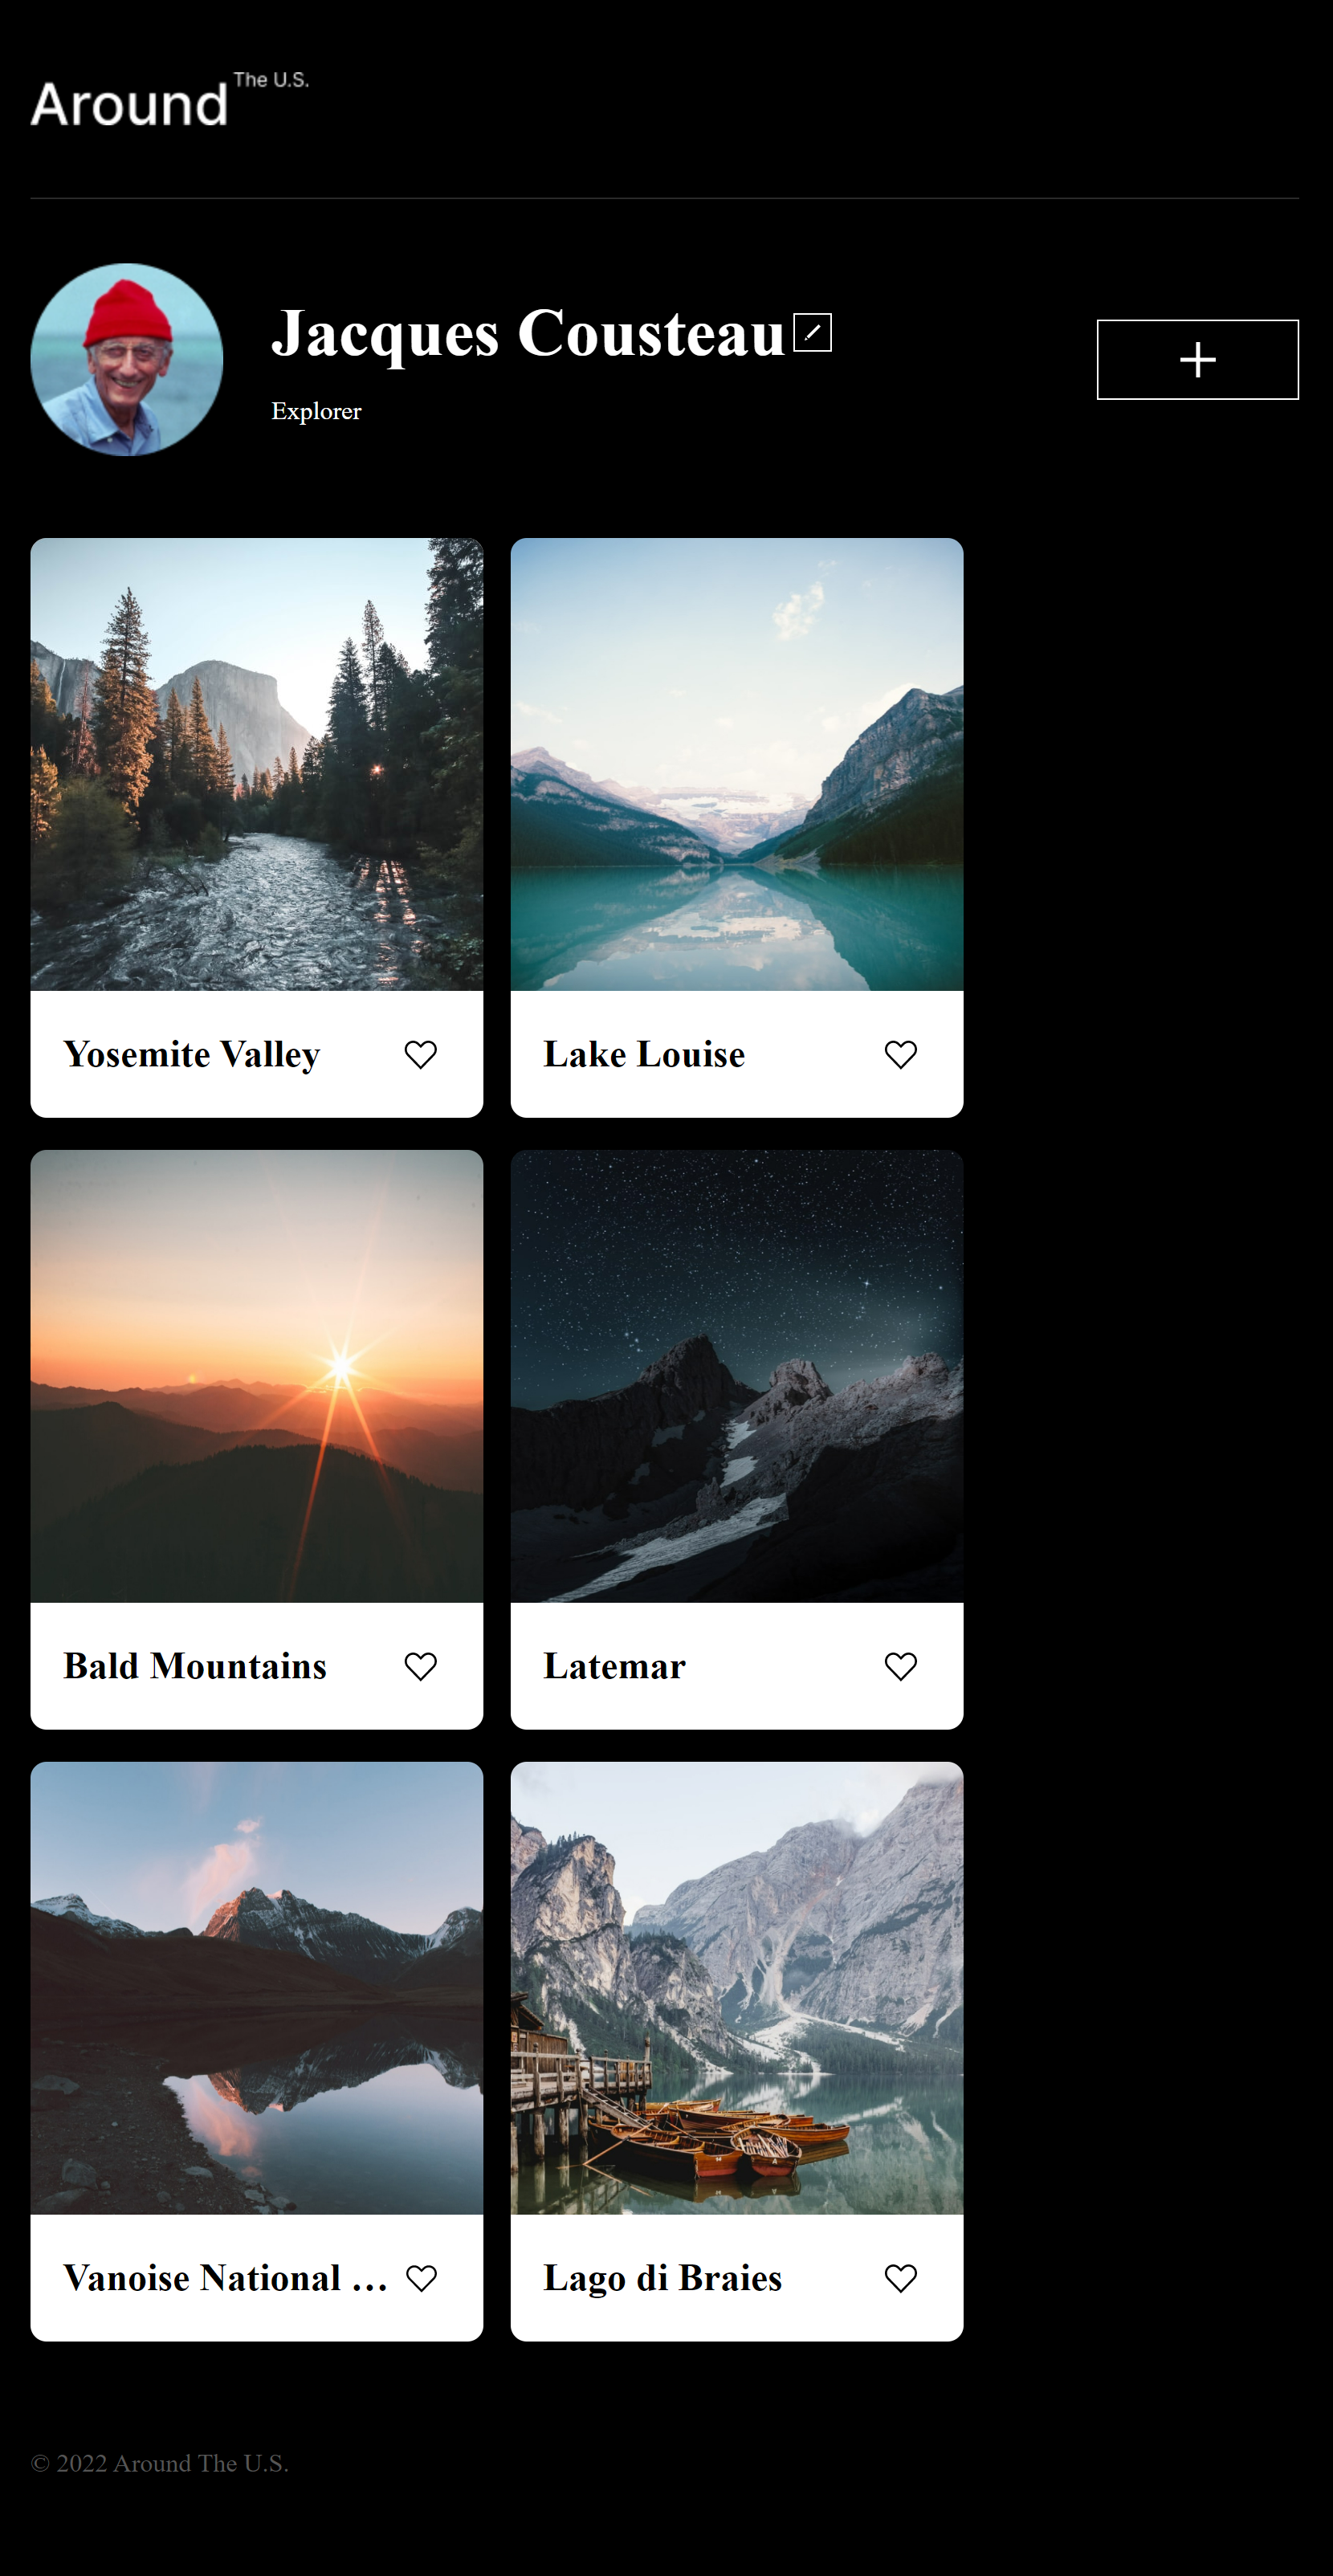 Around The U.S.
Jacques Cousteau
Explorer
Yosemite Valley
Lake Louise
Bald Mountains
Latemar
Vanoise National ...
Lago di Braies
© 2022 Around The U.S.